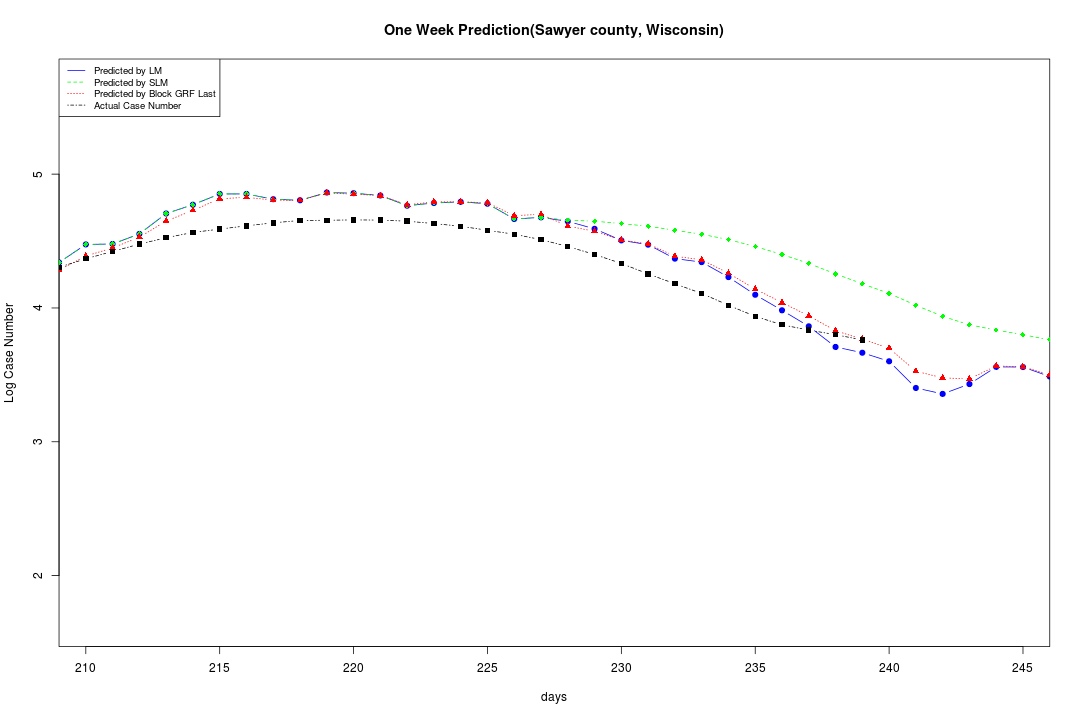 One Week Prediction(Sawyer county, Wisconsin)
Predicted by LM
Predicted by SLM
Predicted by Block GRF Last
Actual Case Number
5
4
3
2
Log Case Number
210 215 220 225 230 235 240 245
days